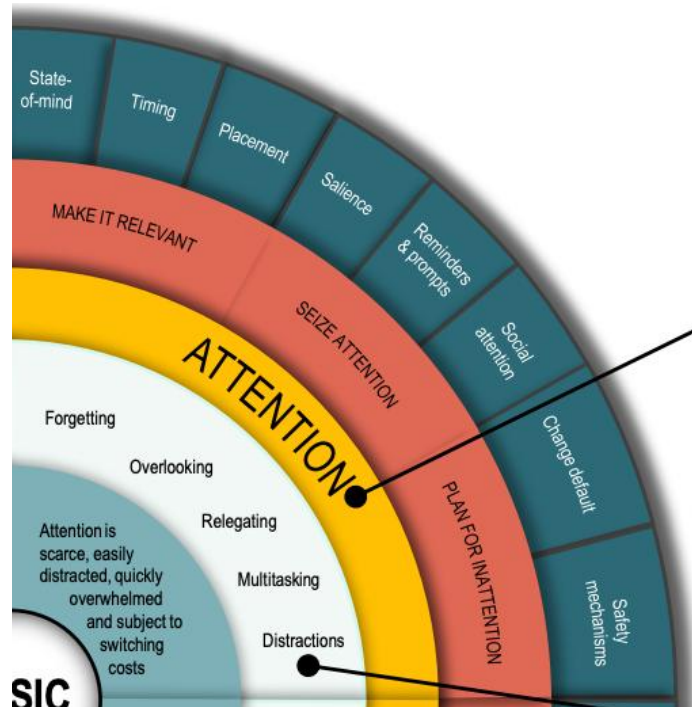 State-
of-mind
Timing
Placement
Salience
Reminders
& prompts
Social
attention
Change default
Safety
mechanisms
MAKE IT RELEVANT
SEIZE ATTENTION
PLAN FOR INATTENTION
ATTENTION
Forgetting
Overlooking
Relegating
Multitasking
Distractions
Attention is
scarce, easily
distracted, quickly
overwhelmed
and subject to
switching
costs
SIC